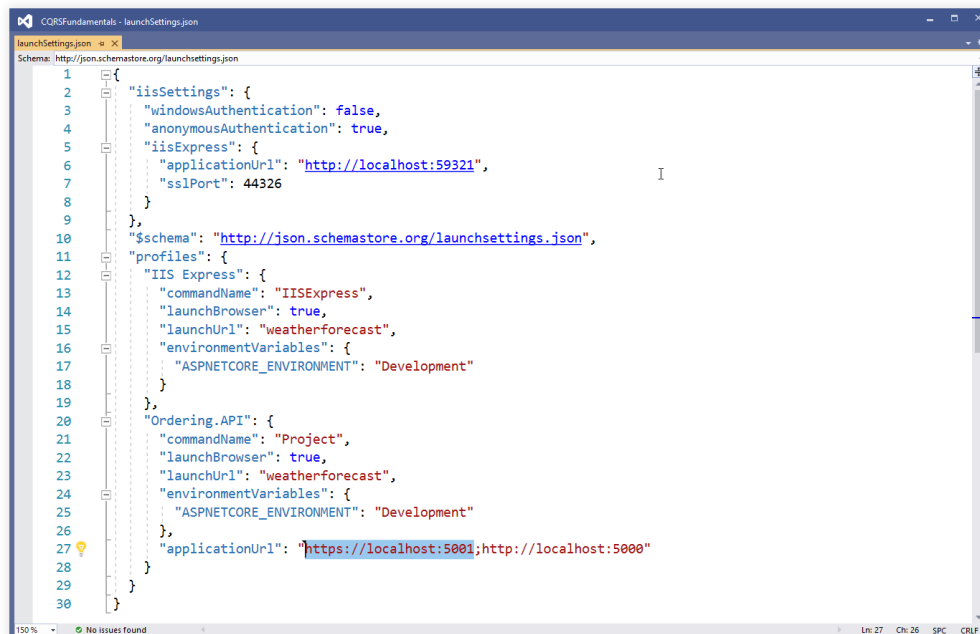 CQRSFundamentals - launchSettings.json
launchSettings.json
Schema: http://json.schemastore.org/launchsettings.json
1 {
2 "iisSettings": {
3 "windowsAuthentication": false,
4 "anonymousAuthentication": true,
5 "iisExpress": {
6 "applicationUrl": "http://localhost:59321",
7 "sslPort": 44326
8 }
9 },
10 "$schema": "http://json.schemastore.org/launchsettings.json",
11 "profiles": {
12 "IIS Express": {
13 "commandName": "IISExpress",
14 "launchBrowser": true,
15 "launchUrl": "weatherforecast",
16 "environmentVariables": {
17 "ASPNETCORE_ENVIRONMENT": "Development"
18 }
19 },
20 "Ordering.API": {
21 "commandName": "Project",
22 "launchBrowser": true,
23 "launchUrl": "weatherforecast",
24 "environmentVariables": {
25 "ASPNETCORE_ENVIRONMENT": "Development"
26 },
27 "applicationUrl": "https://localhost:5001;http://localhost:5000"
28 }
29 }
30 }
150 % No issues found Ln: 27 Ch: 26 SPC CRLF